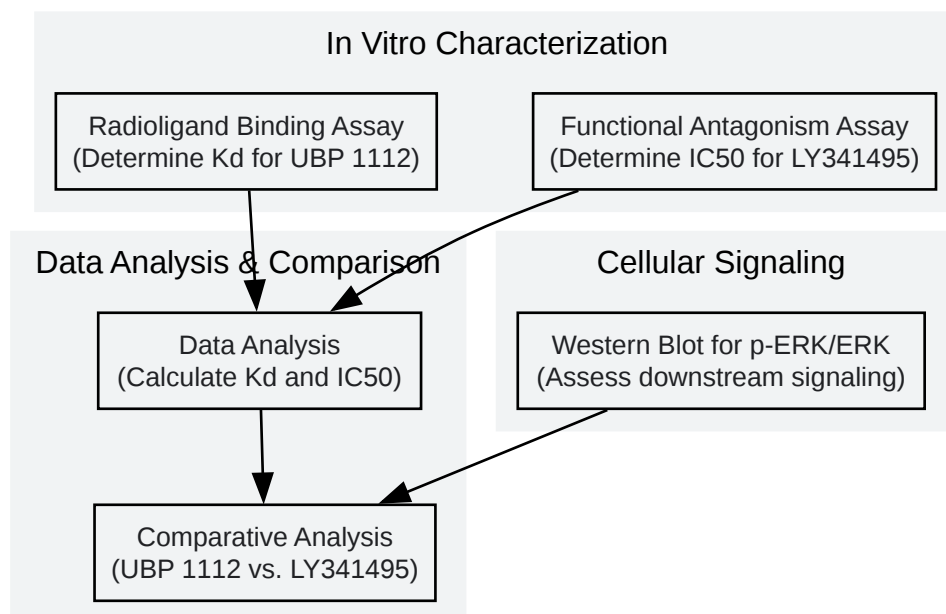 In Vitro Characterization
Radioligand Binding Assay
(Determine Kd for UBP 1112)
Functional Antagonism Assay
(Determine IC50 for LY341495)
Data Analysis & Comparison
Cellular Signaling
Data Analysis
(Calculate Kd and IC50)
Western Blot for p-ERK/ERK
(Assess downstream signaling)
Comparative Analysis
(UBP 1112 vs. LY341495)